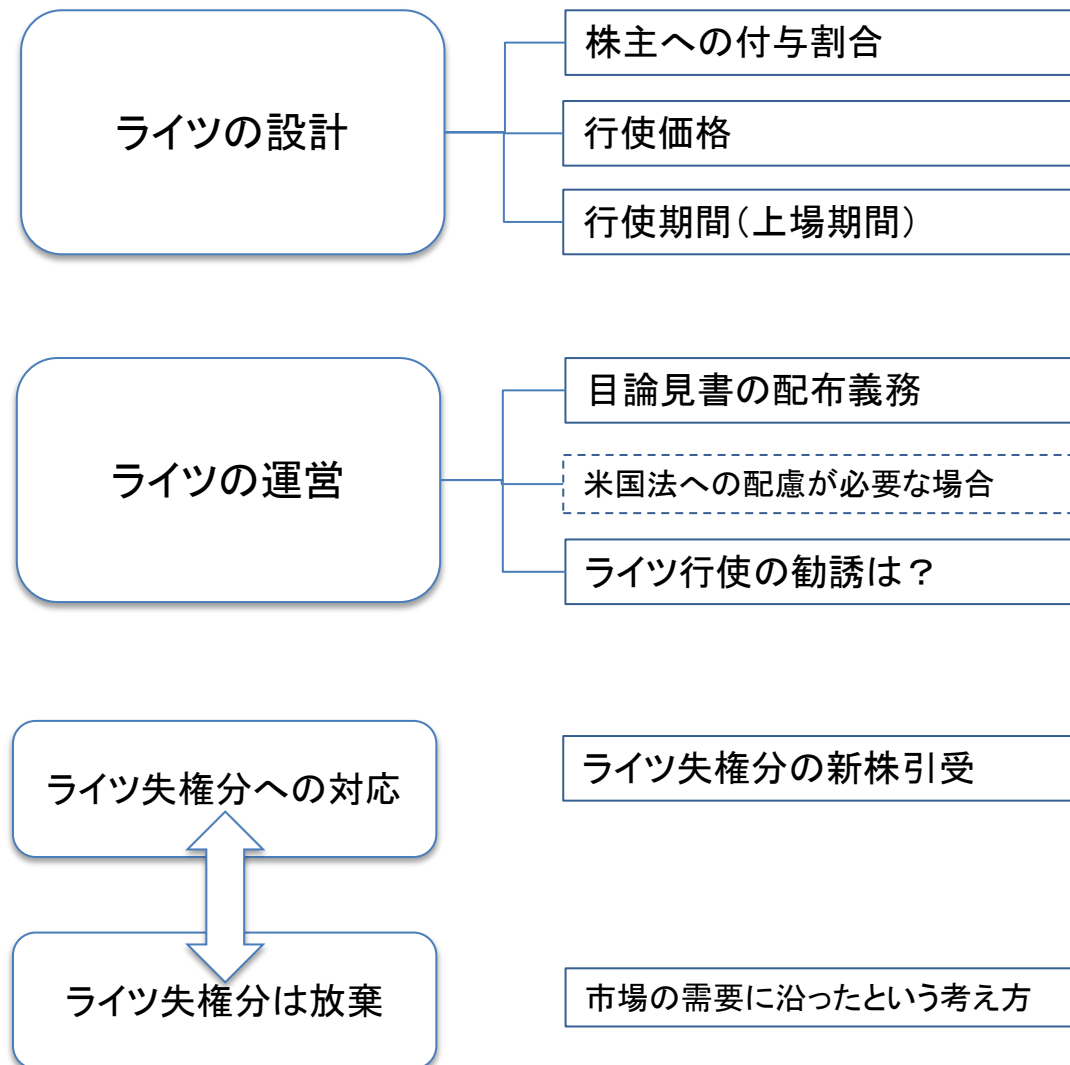 ライツの設計
株主への付与割合
行使価格
行使期間(上場期間)
ライツの運営
目論見書の配布義務
米国法への配慮が必要な場合
ライツ行使の勧誘は？
ライツ失権分への対応
ライツ失権分の新株引受
ライツ失権分は放棄
市場の需要に沿ったという考え方